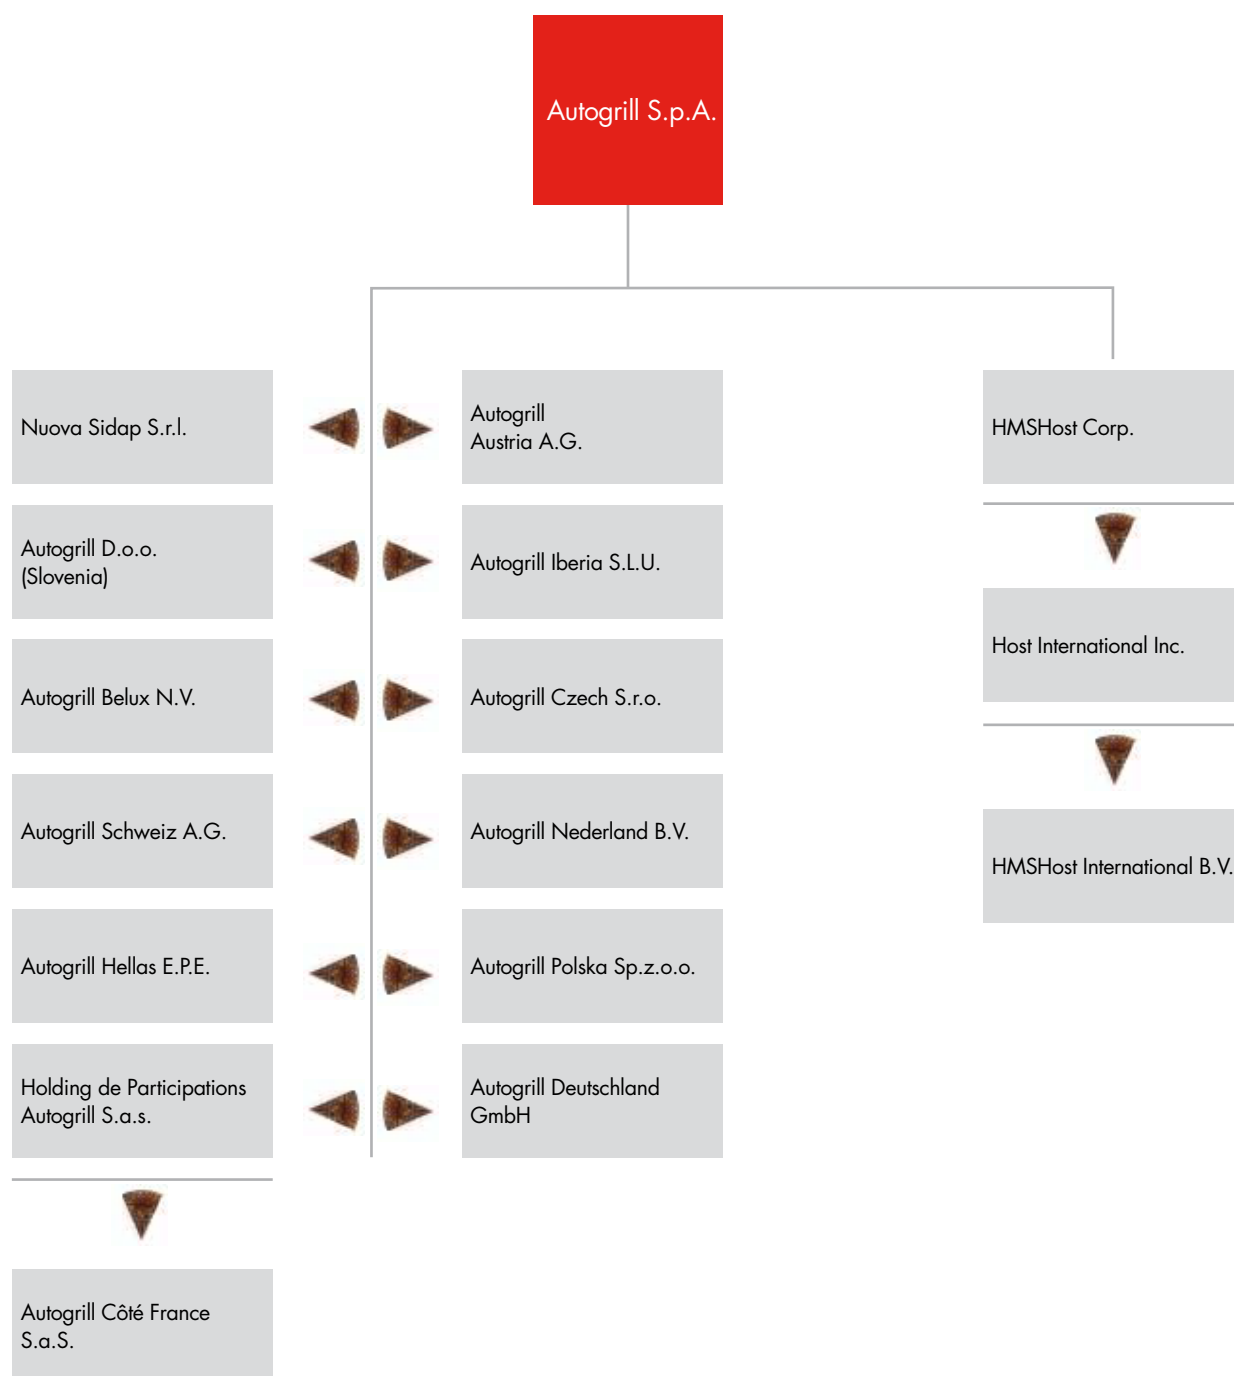 Autogrill S.p.A.
Nuova Sidap S.r.l.
Autogrill
Austria A.G.
HMSHost Corp.
Autogrill D.o.o.
(Slovenia)
Autogrill Iberia S.L.U.
Host International Inc.
Autogrill Belux N.V.
Autogrill Czech S.r.o.
Autogrill Schweiz A.G.
Autogrill Nederland B.V.
HMSHost International B.V.
Autogrill Hellas E.P.E.
Autogrill Polska Sp.z.o.o.
Holding de Participations
Autogrill S.a.s.
Autogrill Deutschland
GmbH
Autogrill Côté France
S.a.S.